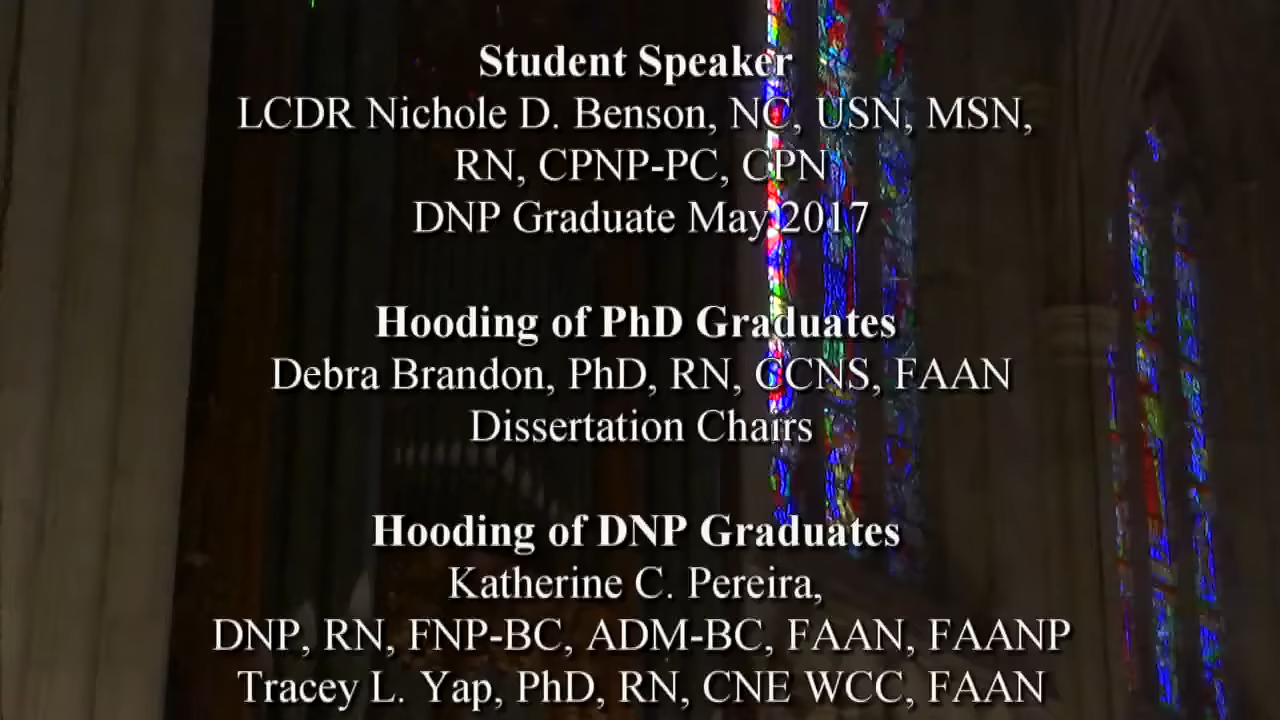 Student Speaker
LCDR Nichole D. Benson, NC, USN, MSN,
RN, CPNP-PC, CPN
DNP Graduate May 2017
Hooding of PhD Graduates
Debra Brandon, PhD, RN, CCNS, FAAN
Dissertation Chairs
Hooding of DNP Graduates
Katherine C. Pereira,
DNP, RN, FNP-BC, ADM-BC, FAAN, FAANP
Tracey L. Yap, PhD, RN, CNE WCC, FAAN